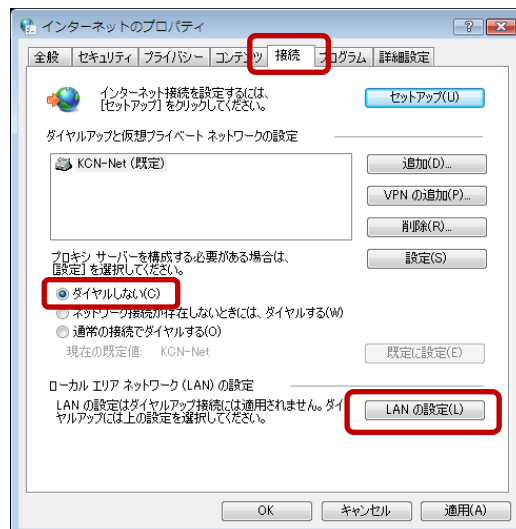 インターネットのプロパティ
全般 セキュリティ プライバシー コンテンツ 接続 プログラム 詳細設定
インターネット接続を設定するには、
[セットアップ] をクリックしてください。
セットアップ(U)
ダイヤルアップと仮想プライベート ネットワークの設定
KCN-Net (既定)
追加(D)...
VPN の追加(P)...
削除(R)...
プロキシ サーバーを構成する必要がある場合は、
[設定] を選択してください。
設定(S)
ダイヤルしない(C)
ネットワーク接続が存在しないときには、ダイヤルする(W)
通常の接続でダイヤルする(O)
現在の既定値: KCN-Net
既定に設定(E)
ローカル エリア ネットワーク (LAN) の設定
LAN の設定はダイヤルアップ接続には適用されません。ダイ
ヤルアップには上の設定を選択してください。
LAN の設定(L)
OK キャンセル 適用(A)